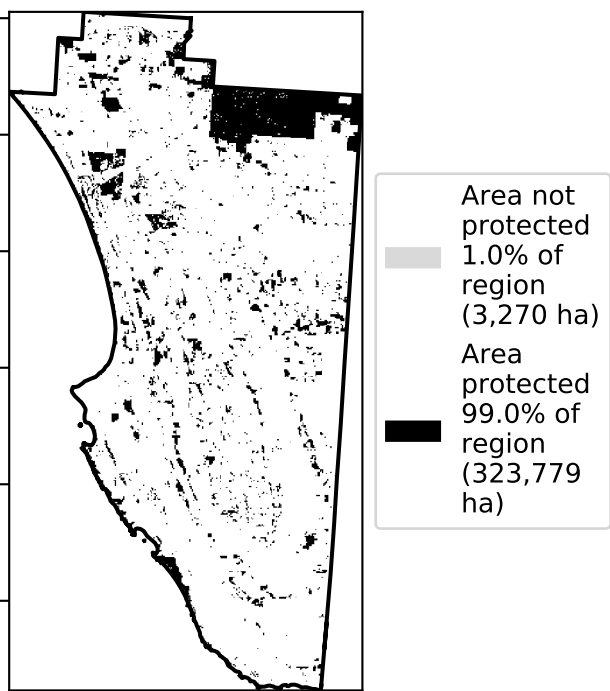 Area not
protected
1.0% of
region
(3,270 ha)
Area
protected
99.0% of
region
(323,779
ha)